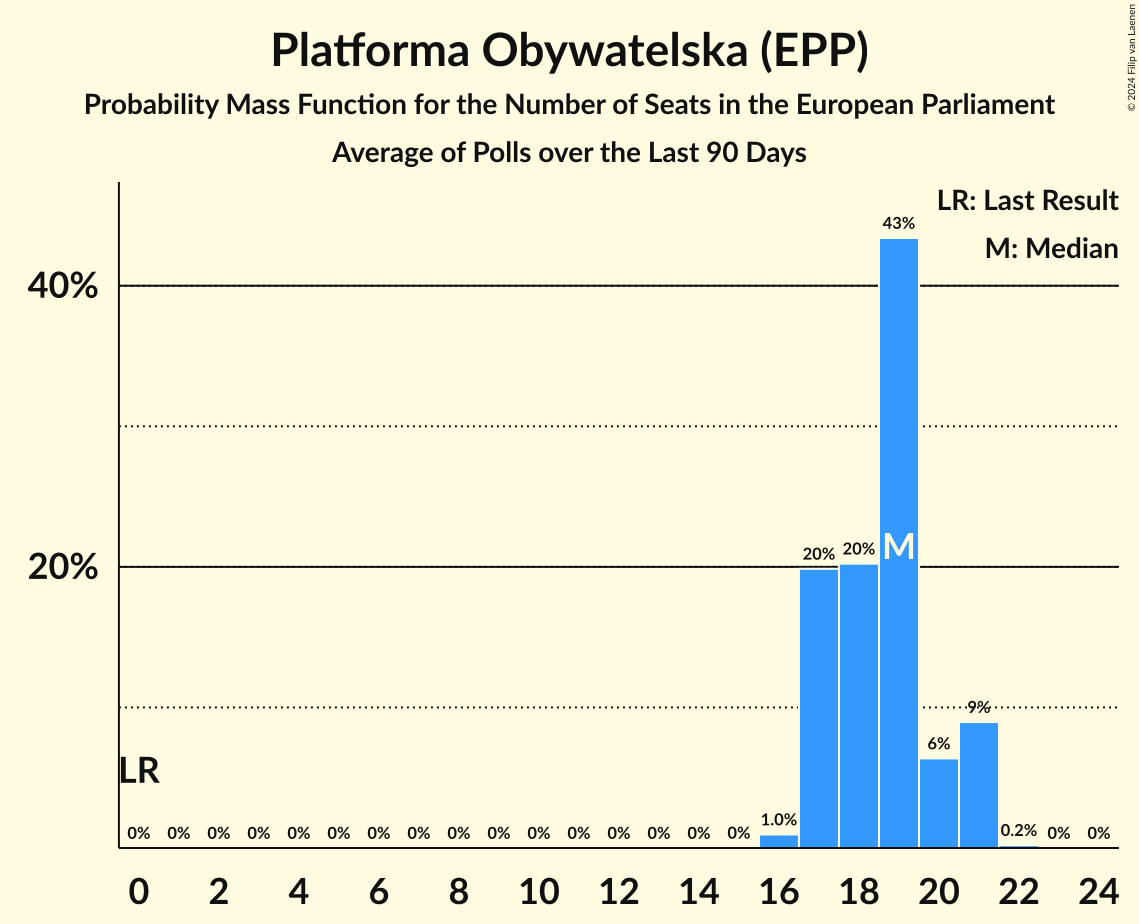 Platforma Obywatelska (EPP)
Probability Mass Function for the Number of Seats in the European Parliament
Average of Polls over the Last 90 Days
© 2024 Filip van Laenen
LR: Last Result
M: Median
43%
40%
20% 20% M
20%
9%
6%
LR
1.0% 0.2%
0% 0% 0% 0% 0% 0% 0% 0% 0% 0% 0% 0% 0% 0% 0% 0% 0% 0%
0 2 4 6 8 10 12 14 16 18 20 22 24